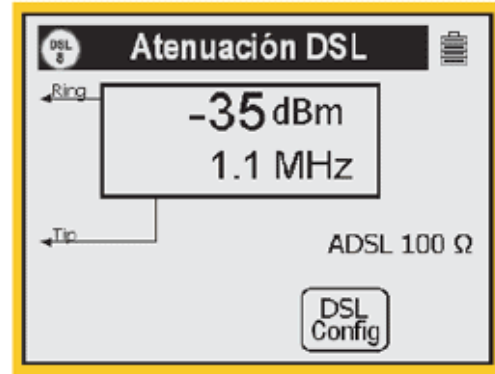 DSL
8
Atenuación DSL
Ring
-35 dBm
1.1 MHz
Tip
ADSL 100 Ω
DSL
Config